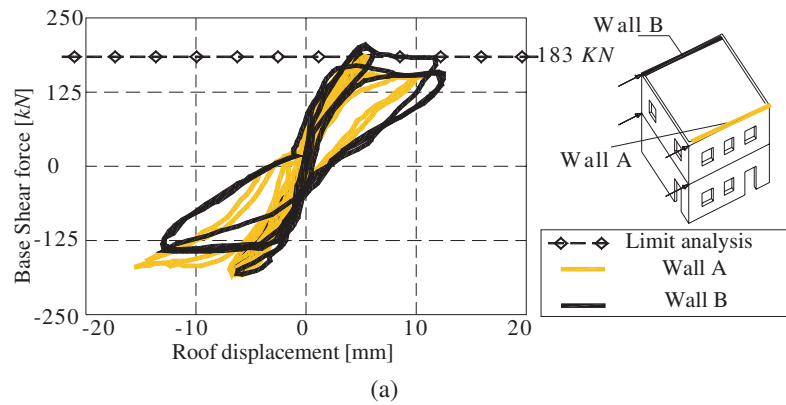 250
125
0
-125
-250
Base Shear force [kN]
-20
-10
0
10
20
Roof displacement [mm]
183 KN
Wall B
Wall A
Limit analysis
Wall A
Wall B
(a)